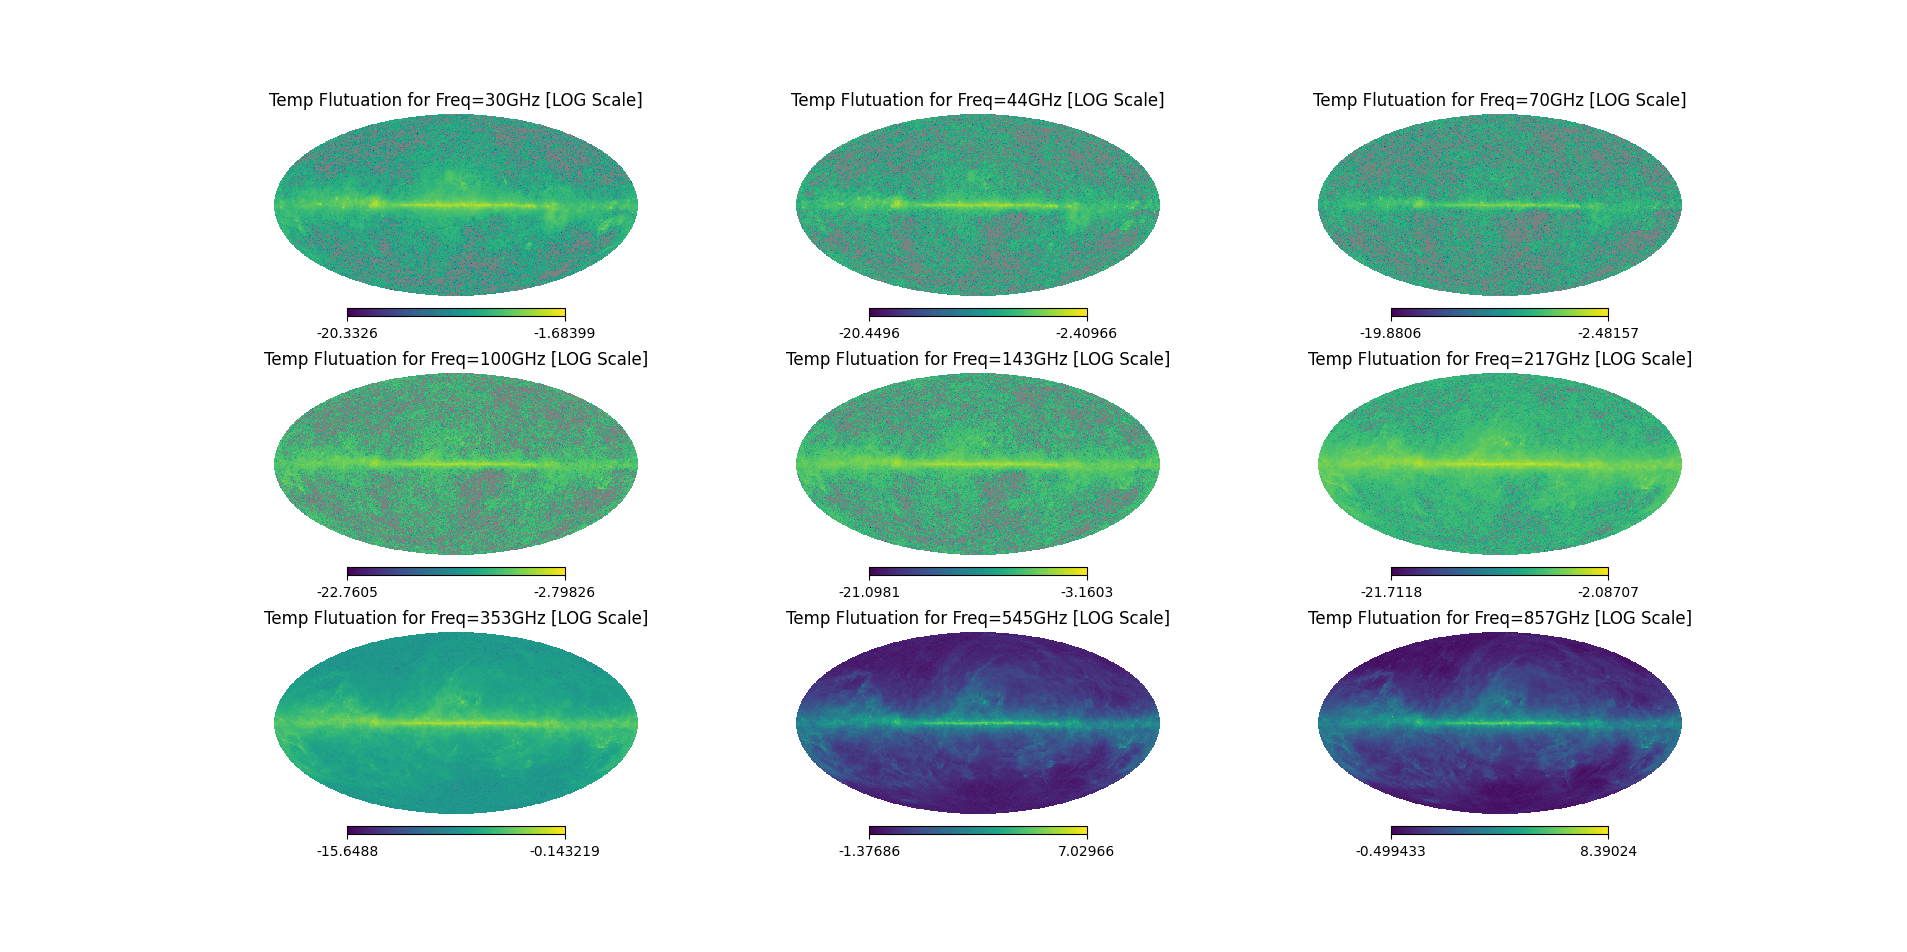 Temp Flutuation for Freq=30GHz [LOG Scale]
Temp Flutuation for Freq=44GHz [LOG Scale]
Temp Flutuation for Freq=70GHz [LOG Scale]
-20.3326
-1.68399
-20.4496
-2.40966
-19.8806
-2.48157
Temp Flutuation for Freq=100GHz [LOG Scale]
Temp Flutuation for Freq=143GHz [LOG Scale]
Temp Flutuation for Freq=217GHz [LOG Scale]
-22.7605
-2.79826
-21.0981
-3.1603
-21.7118
-2.08707
Temp Flutuation for Freq=353GHz [LOG Scale]
Temp Flutuation for Freq=545GHz [LOG Scale]
Temp Flutuation for Freq=857GHz [LOG Scale]
-15.6488
-0.143219
-1.37686
7.02966
-0.499433
8.39024